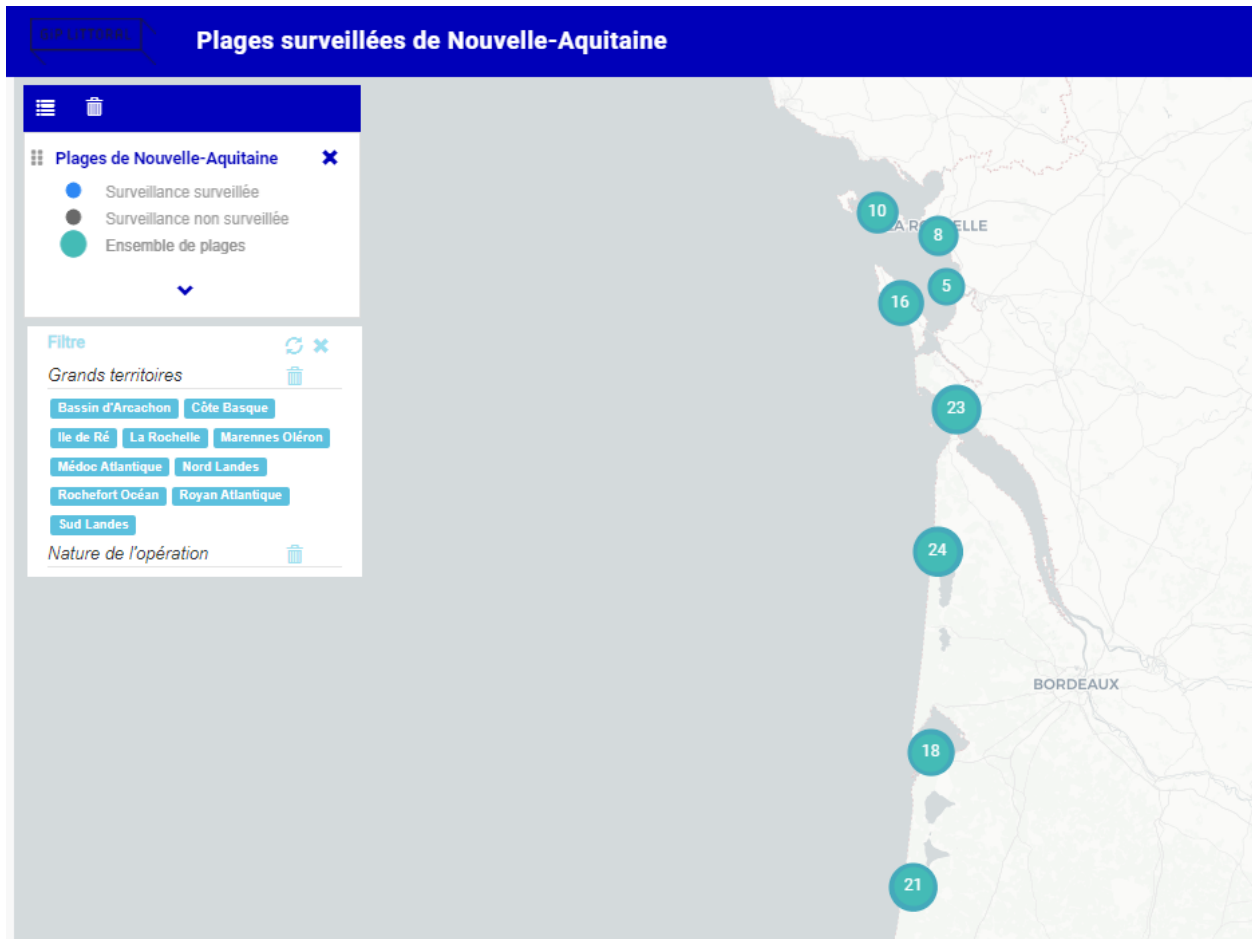 GIP LITTORAL
Plages surveillées de Nouvelle-Aquitaine
Plages de Nouvelle-Aquitaine
Surveillance surveillée
Surveillance non surveillée
Ensemble de plages
Filtre
Grands territoires
Bassin d'Arcachon Côte Basque
Ile de Ré La Rochelle Marennes Oléron
Médoc Atlantique Nord Landes
Rochefort Océan Royan Atlantique
Sud Landes
Nature de l'opération
10
8
ELLE
5
16
23
24
BORDEAUX
18
21